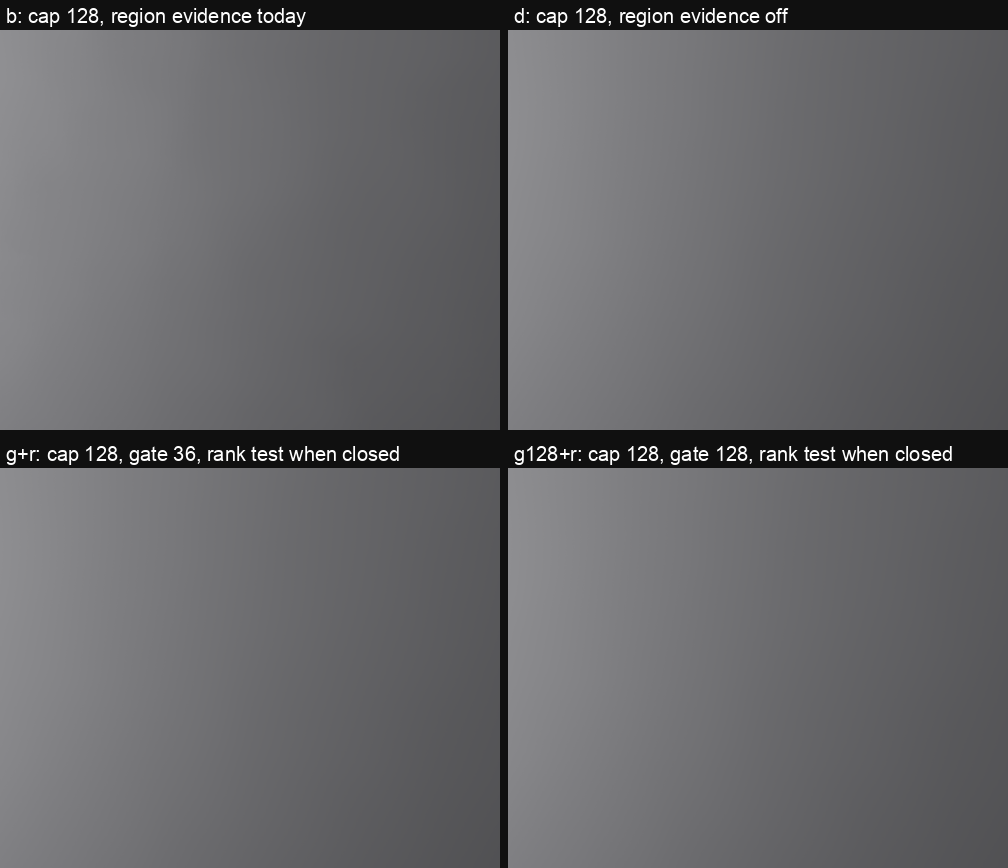 b: cap 128, region evidence today
d: cap 128, region evidence off
g+r: cap 128, gate 36, rank test when closed
g128+r: cap 128, gate 128, rank test when closed